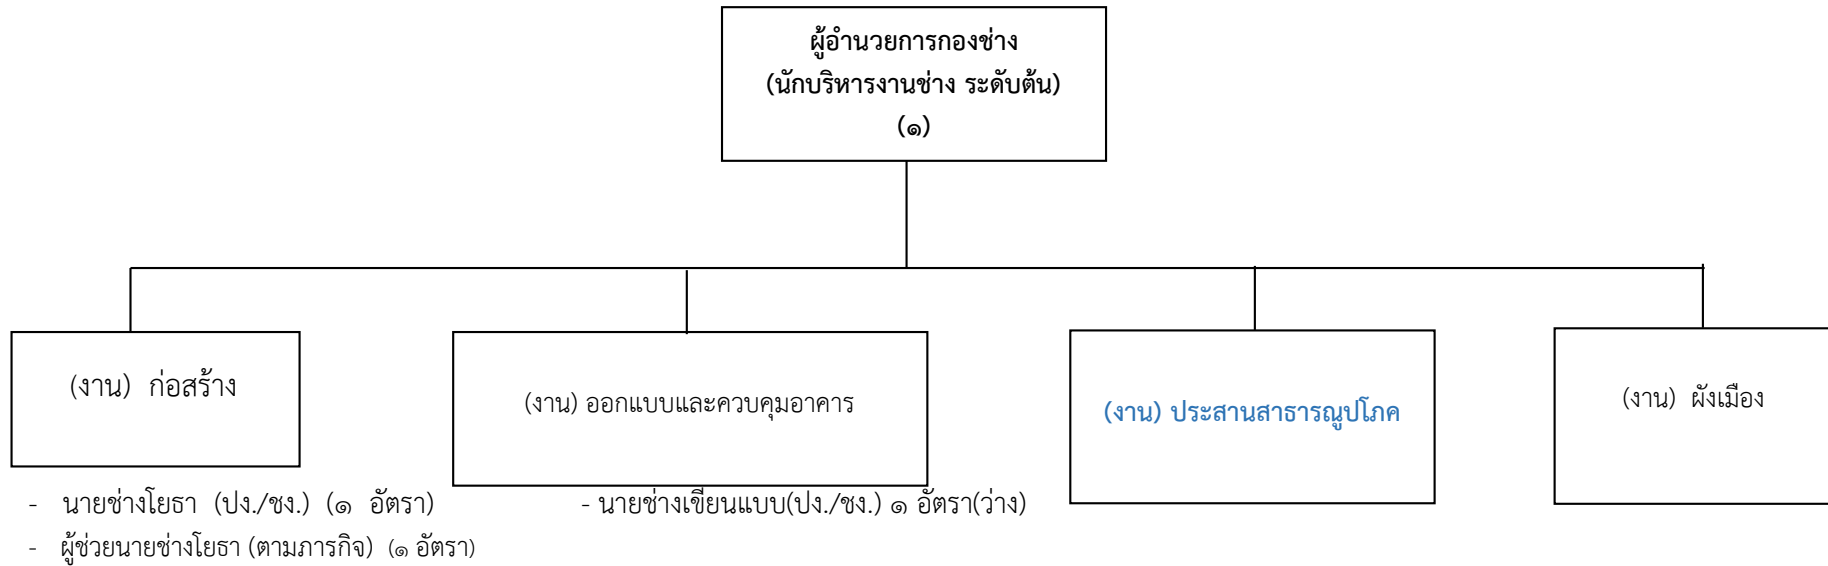 ผู้อำนวยการกองช่าง
(นักบริหารงานช่าง ระดับต้น)
(๑)
(งาน) ก่อสร้าง
(งาน) ออกแบบและควบคุมอาคาร
(งาน) ประสานสาธารณูปโภค
(งาน) ผังเมือง
- นายช่างโยธา (ปง./ชง.) (๑ อัตรา)
- นายช่างเขียนแบบ(ปง./ชง.) ๑ อัตรา(ว่าง)
- ผู้ช่วยนายช่างโยธา (ตามภารกิจ) (๑ อัตรา)